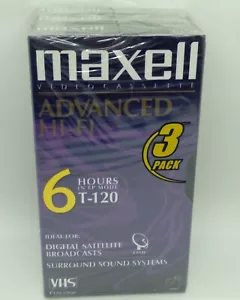 maxell
VIDEOCASSETTE
ADVANCED
HI-FI
3
PACK
6 HOURS
IN EP MODE
T-120
IDEAL FOR:
DIGITAL SATELLITE
BROADCASTS
SURROUND SOUND SYSTEMS
VHS